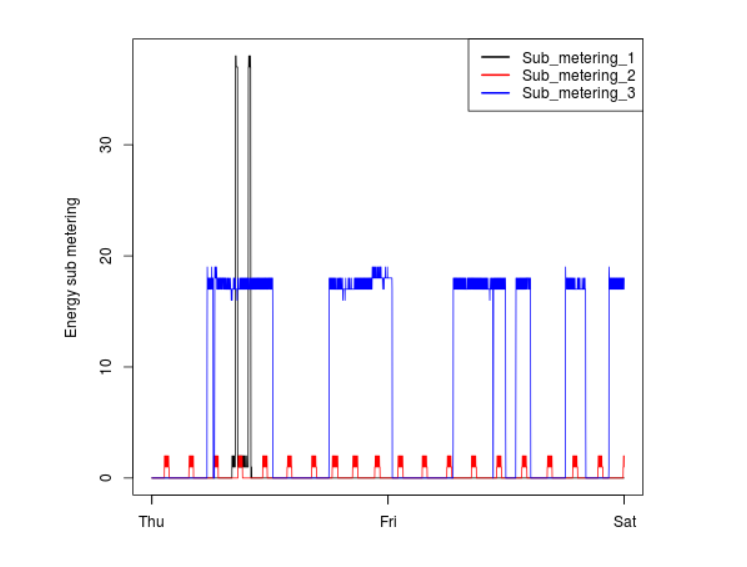 Sub_metering_1
Sub_metering_2
Sub_metering_3
Energy sub metering
30
20
10
0
Thu Fri Sat